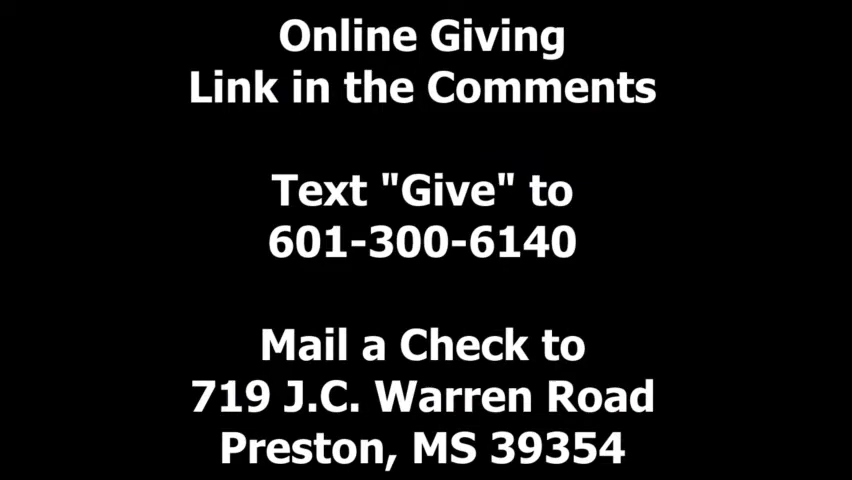 Online Giving
Link in the Comments
Text "Give" to
601-300-6140
Mail a Check to
719 J.C. Warren Road
Preston, MS 39354